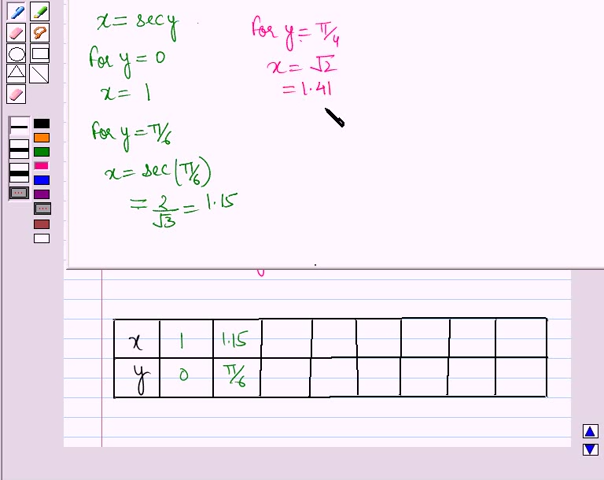 x = sec y
for y = 0
x = 1
for y = π/6
x = sec(π/6)
= 2/√3 = 1.15
for y = π/4
x = √2
= 1.41
x 1 1.15
y 0 π/6